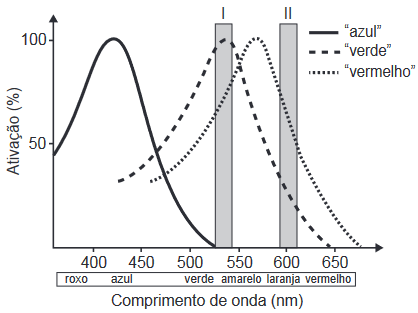 I II
"azul"
"verde"
"vermelho"
Ativação (%)
100
50
400 450 500 550 600 650
roxo azul verde amarelo laranja vermelho
Comprimento de onda (nm)